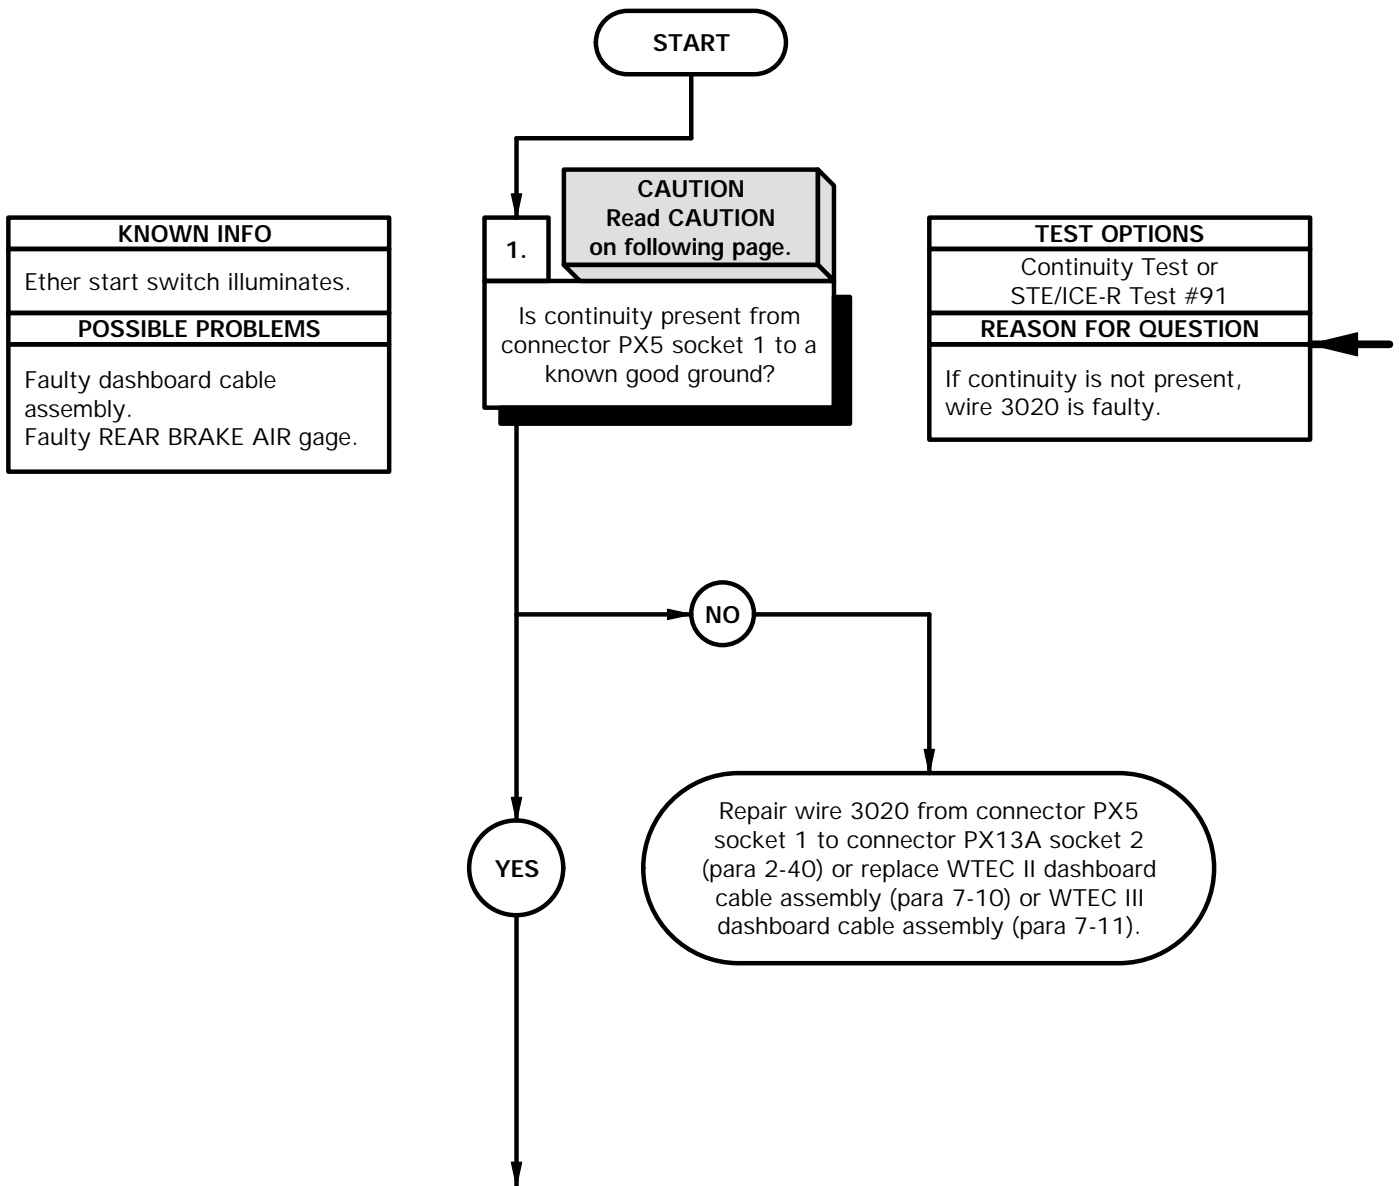 START
KNOWN INFO
Ether start switch illuminates.
POSSIBLE PROBLEMS
Faulty dashboard cable
assembly.
Faulty REAR BRAKE AIR gage.
CAUTION
Read CAUTION
on following page.
1.
Is continuity present from
connector PX5 socket 1 to a
known good ground?
TEST OPTIONS
Continuity Test or
STE/ICE-R Test #91
REASON FOR QUESTION
If continuity is not present,
wire 3020 is faulty.
NO
Repair wire 3020 from connector PX5
socket 1 to connector PX13A socket 2
(para 2-40) or replace WTEC II dashboard
cable assembly (para 7-10) or WTEC III
dashboard cable assembly (para 7-11).
YES